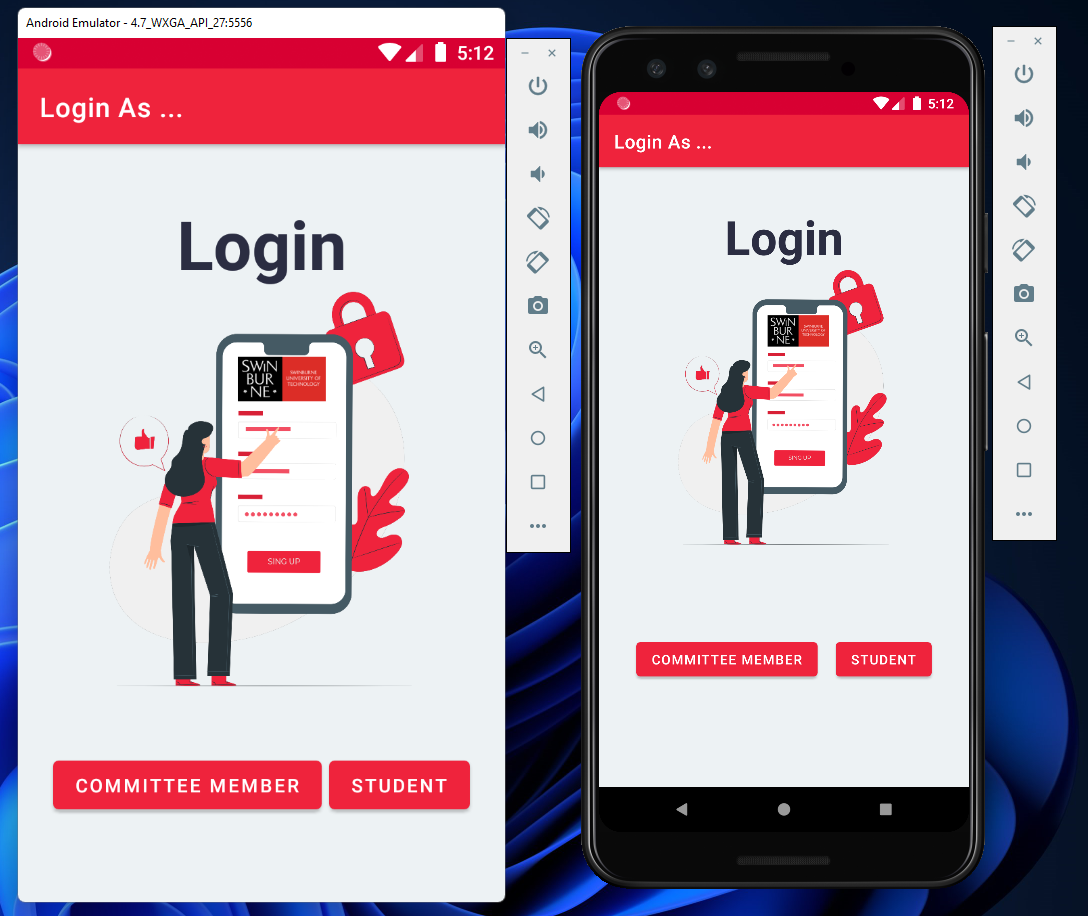 Android Emulator - 4.7_WXGA_API_27:5556
5:12
Login As ...
Login
SWiN
BUR
• NE •
SWINBURNE
UNIVERSITY OF
TECHNOLOGY
SING UP
COMMITTEE MEMBER
STUDENT
5:12
Login As ...
Login
SWiN
BUR
• NE •
SWINBURNE
UNIVERSITY OF
TECHNOLOGY
SING UP
COMMITTEE MEMBER
STUDENT